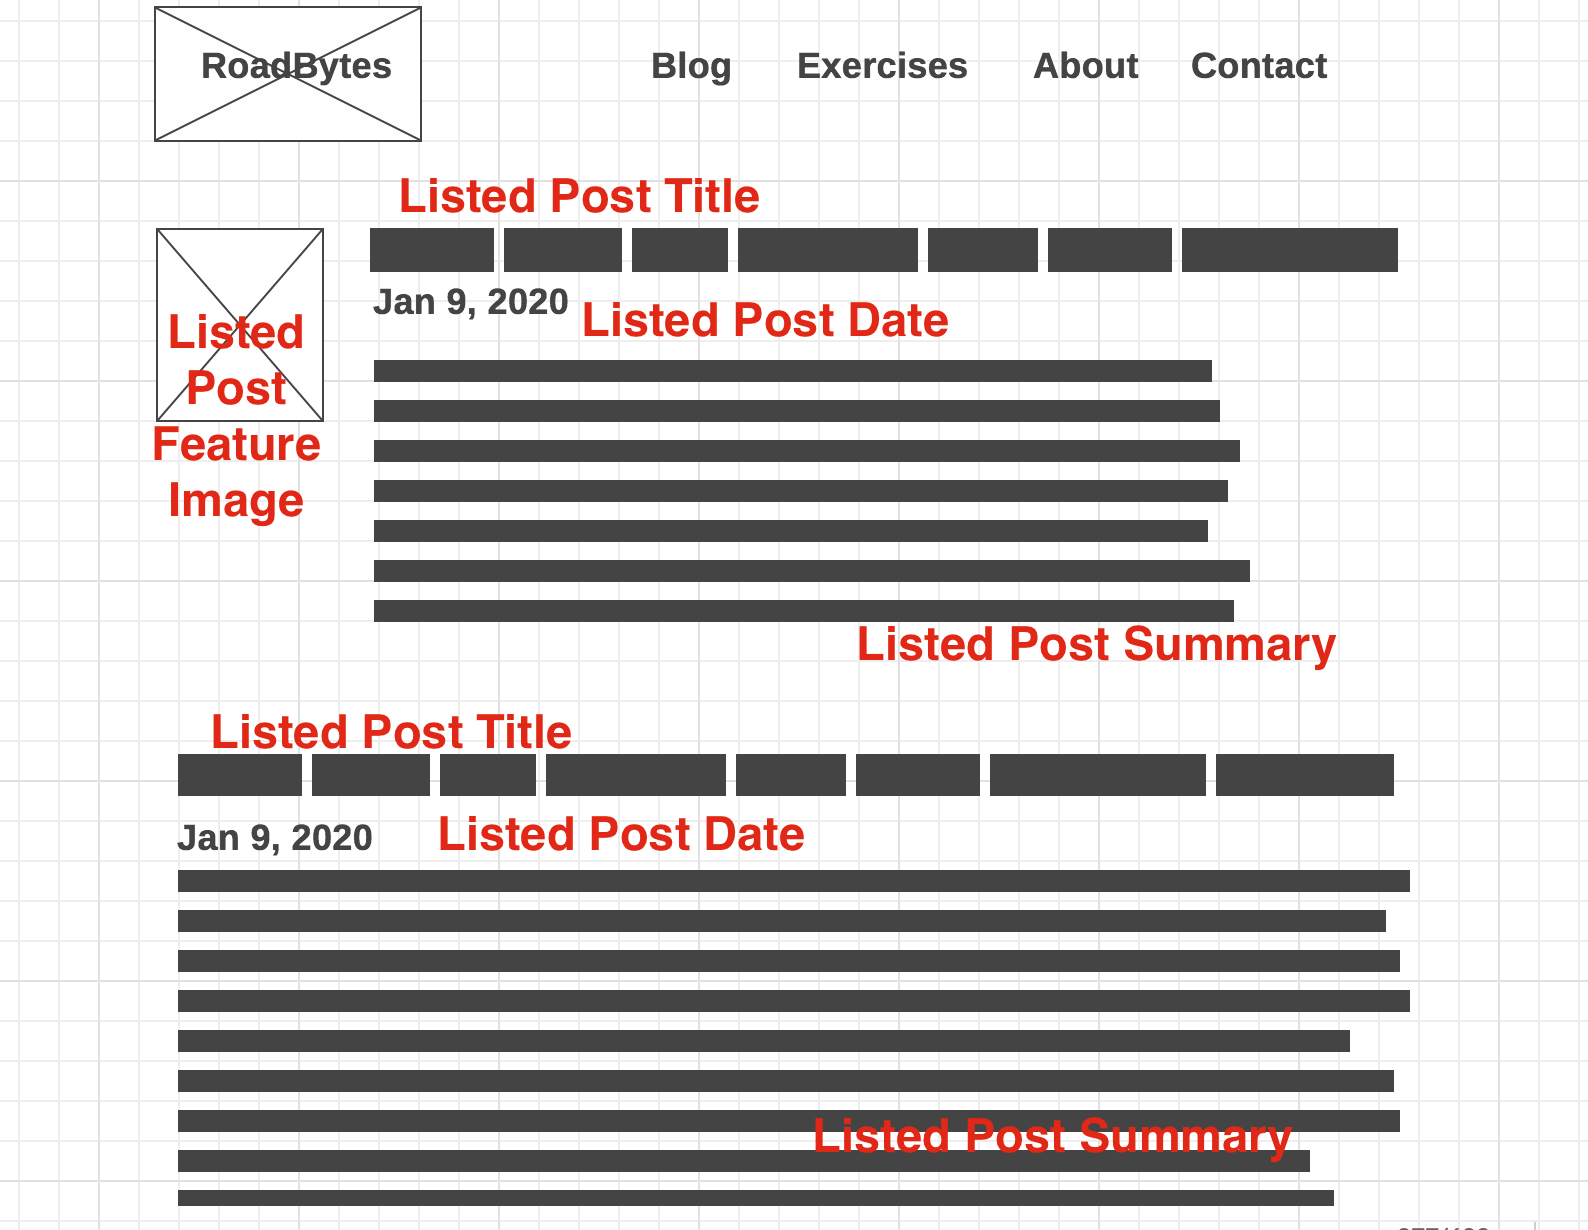 RoadBytes
Blog Exercises About Contact
Listed Post Title
Jan 9, 2020
Listed Post Date
Listed
Post
Feature
Image
Listed Post Summary
Listed Post Title
Jan 9, 2020
Listed Post Date
Listed Post Summary